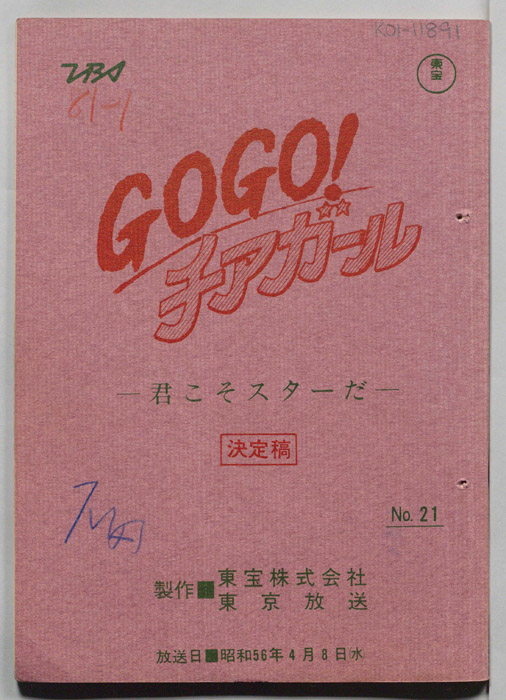 K01-11891
TBS
東宝
61-1
GOGO!
チアガール
―君こそスターだ―
決定稿
No. 21
製作■東宝株式会社
東京放送
放送日■昭和56年4月8日水